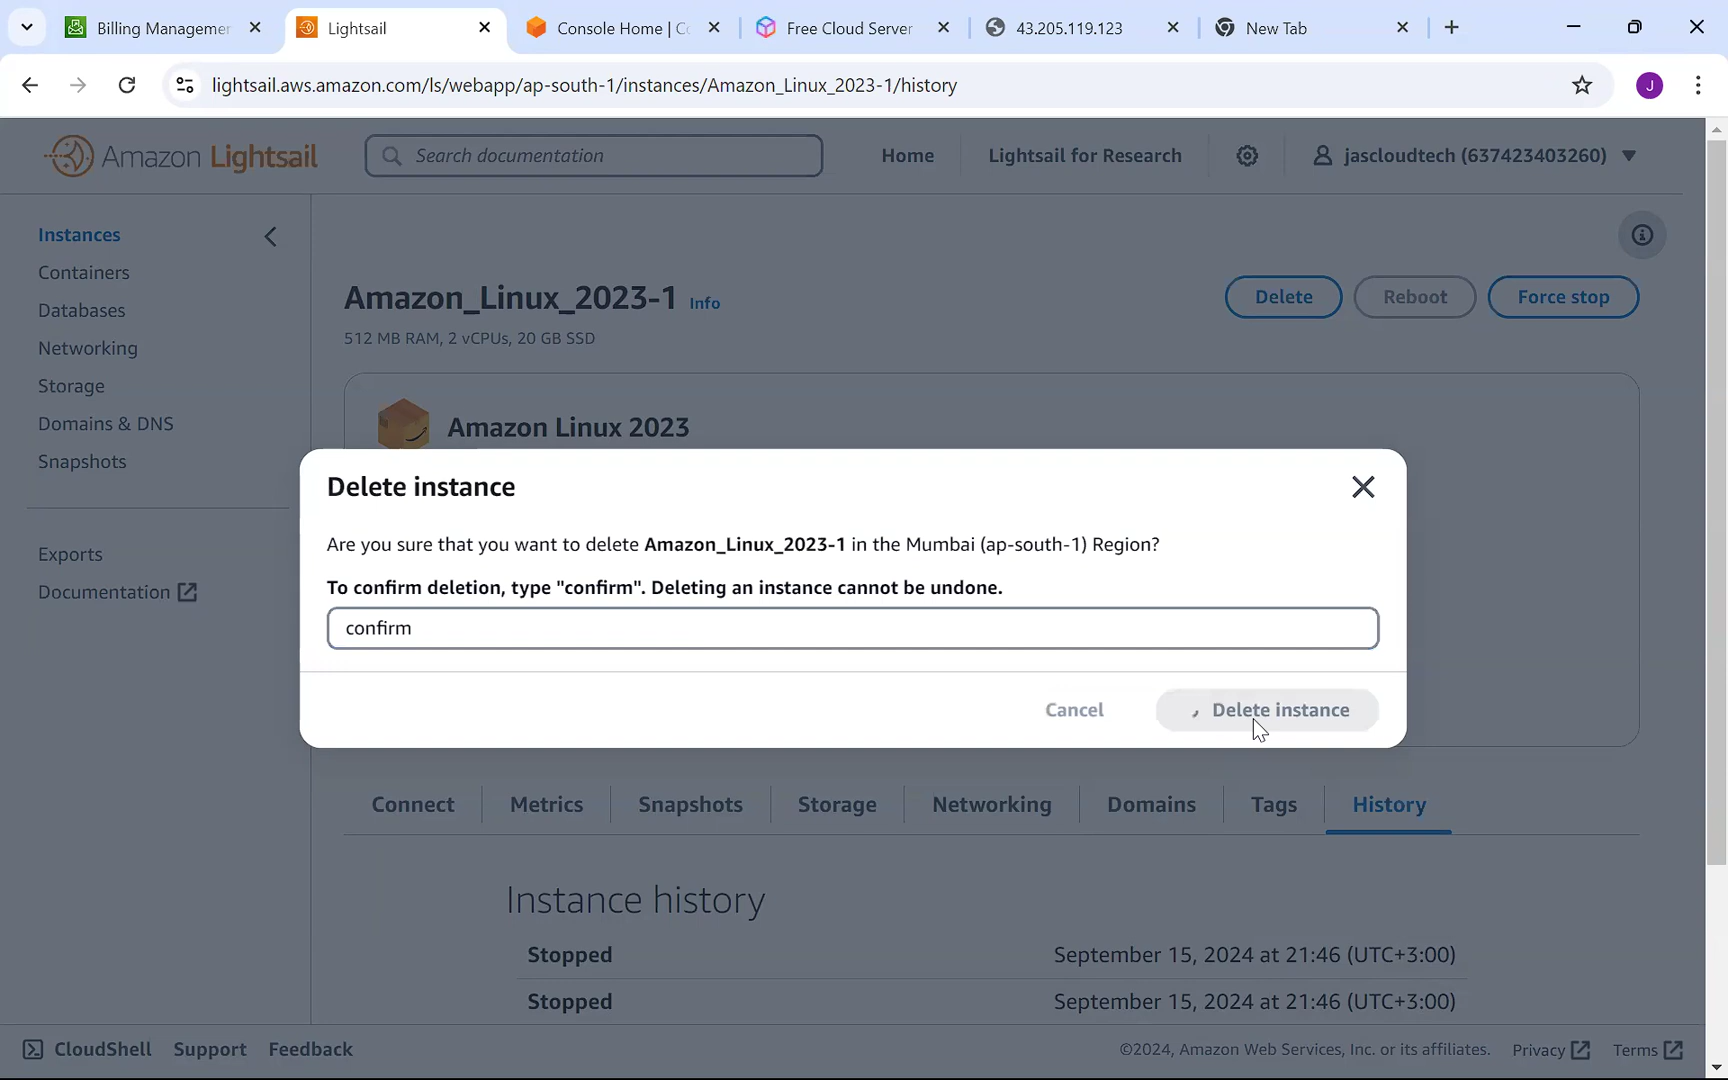 Billing Managemer
Lightsail
Console Home | Co
Free Cloud Server
43.205.119.123
New Tab
lightsail.aws.amazon.com/ls/webapp/ap-south-1/instances/Amazon_Linux_2023-1/history
J
Amazon Lightsail
Search documentation
Home
Lightsail for Research
jascloudtech (637423403260)
Instances
Containers
Databases
Networking
Storage
Domains & DNS
Snapshots
Exports
Documentation
Amazon_Linux_2023-1 Info
Delete
Reboot
Force stop
512 MB RAM, 2 vCPUs, 20 GB SSD
Amazon Linux 2023
Delete instance
Are you sure that you want to delete Amazon_Linux_2023-1 in the Mumbai (ap-south-1) Region?
To confirm deletion, type "confirm". Deleting an instance cannot be undone.
confirm
Cancel
Delete instance
Connect
Metrics
Snapshots
Storage
Networking
Domains
Tags
History
Instance history
Stopped September 15, 2024 at 21:46 (UTC+3:00)
Stopped September 15, 2024 at 21:46 (UTC+3:00)
CloudShell
Support
Feedback
©2024, Amazon Web Services, Inc. or its affiliates.
Privacy
Terms